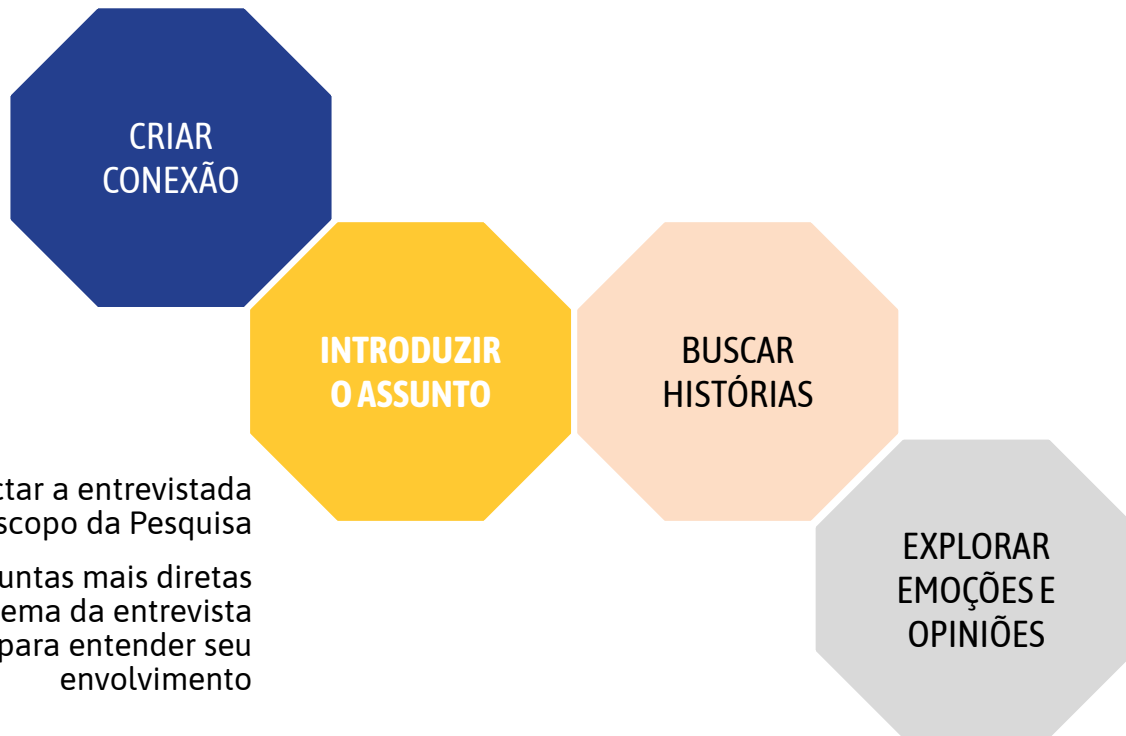 CRIAR
CONEXÃO
INTRODUZIR
O ASSUNTO
BUSCAR
HISTÓRIAS
a entrevistada
da Pesquisa
mais diretas
da entrevista
para entender seu
envolvimento
EXPLORAR
EMOÇÕES E
OPINIÕES